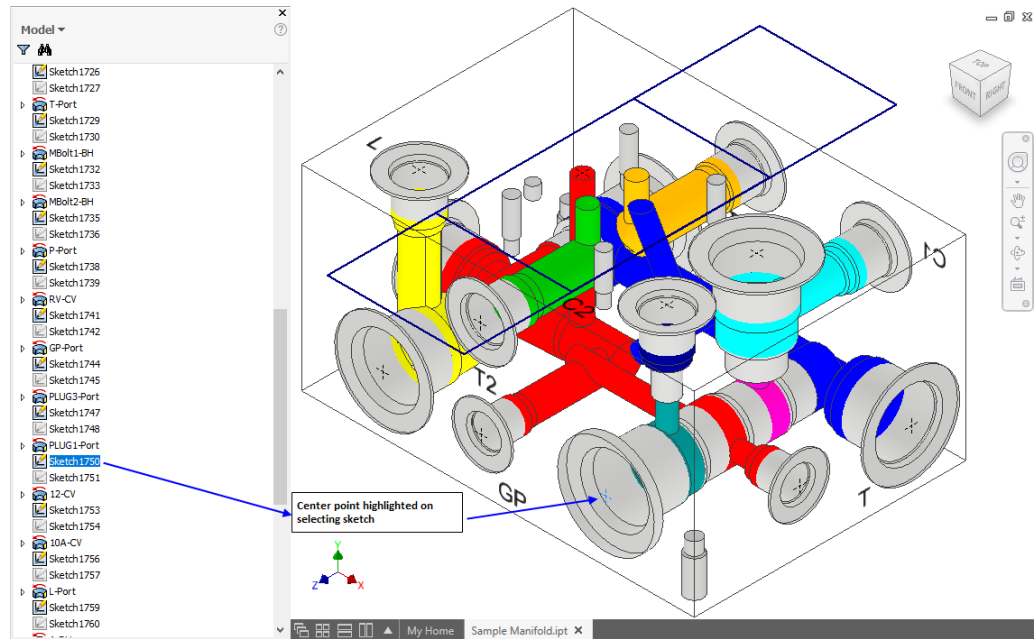 Model
Sketch1726
Sketch1727
T-Port
Sketch1729
Sketch1730
MBolt1-BH
Sketch1732
Sketch1733
MBolt2-BH
Sketch1735
Sketch1736
P-Port
Sketch1738
Sketch1739
RV-CV
Sketch1741
Sketch1742
GP-Port
Sketch1744
Sketch1745
PLUG3-Port
Sketch1747
Sketch1748
PLUG1-Port
Sketch1750
Sketch1751
12-CV
Sketch1753
Sketch1754
10A-CV
Sketch1756
Sketch1757
L-Port
Sketch1759
Sketch1760
L
C1
C2
T2
GP
T
TOP
FRONT
RIGHT
Center point highlighted on
selecting sketch
Y
Z
X
My Home
Sample Manifold.ipt